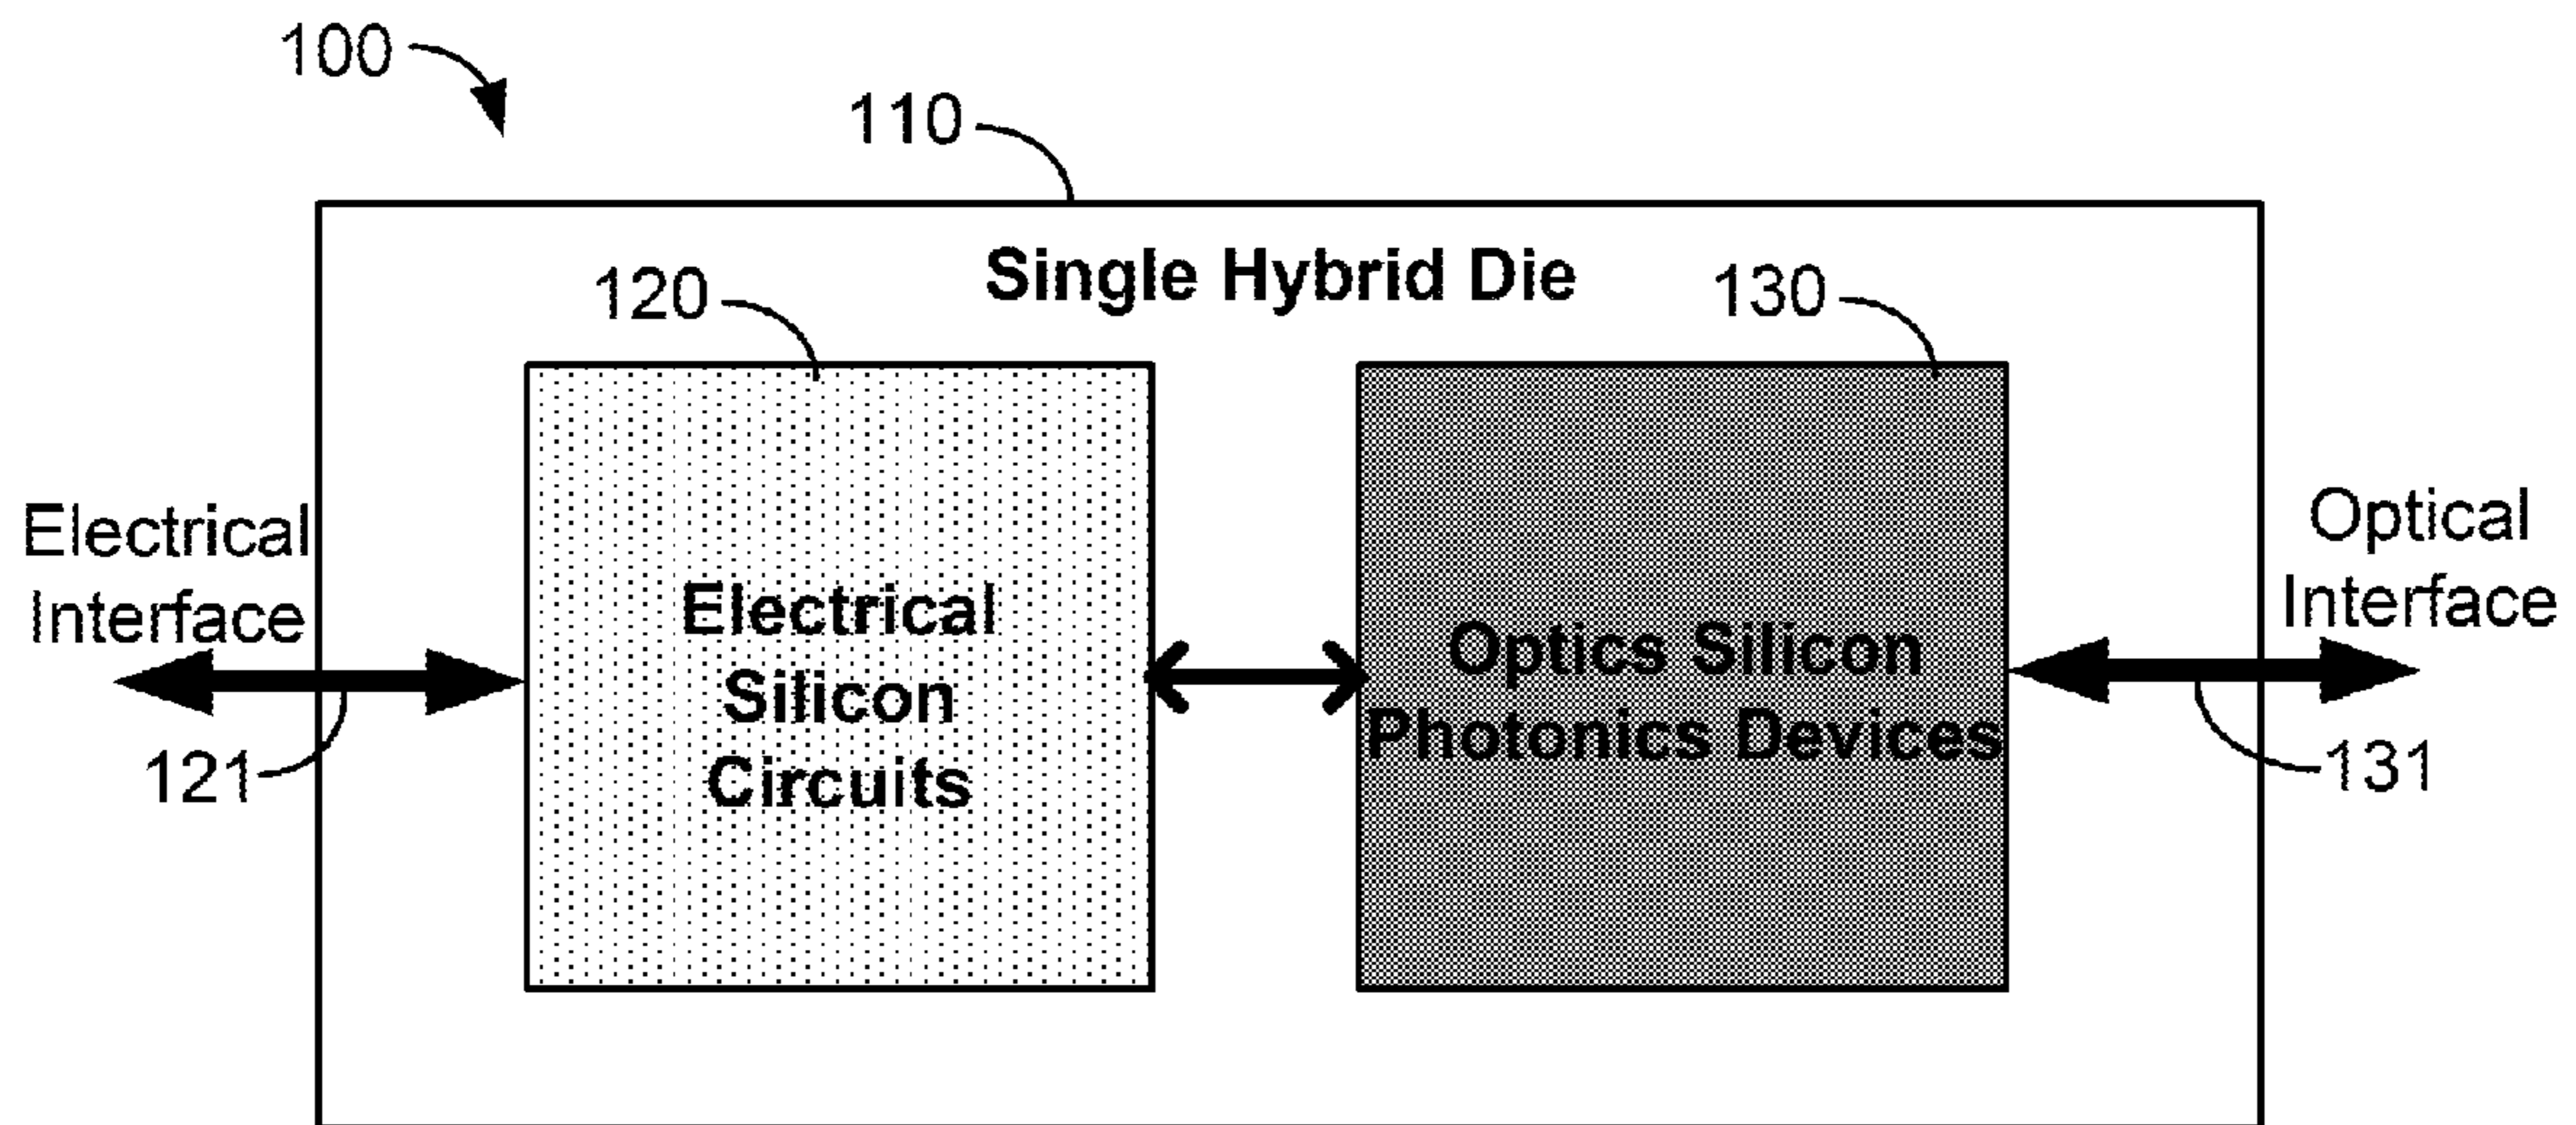 100
110
Single Hybrid Die
120
130
Electrical
Interface
121
Electrical
Silicon
Circuits
Optics Silicon
Photonics Devices
Optical
Interface
131